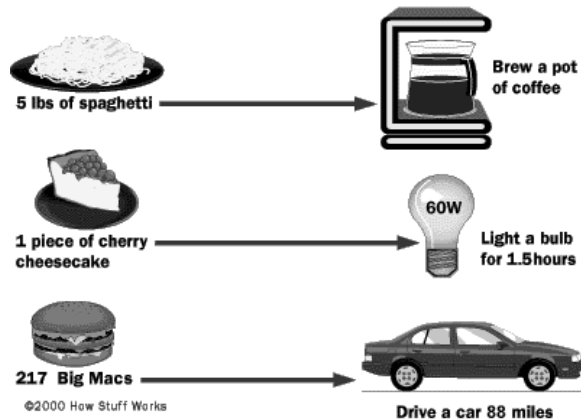 5 lbs of spaghetti
Brew a pot
of coffee
1 piece of cherry
cheesecake
60W
Light a bulb
for 1.5hours
217 Big Macs
©2000 How Stuff Works
Drive a car 88 miles